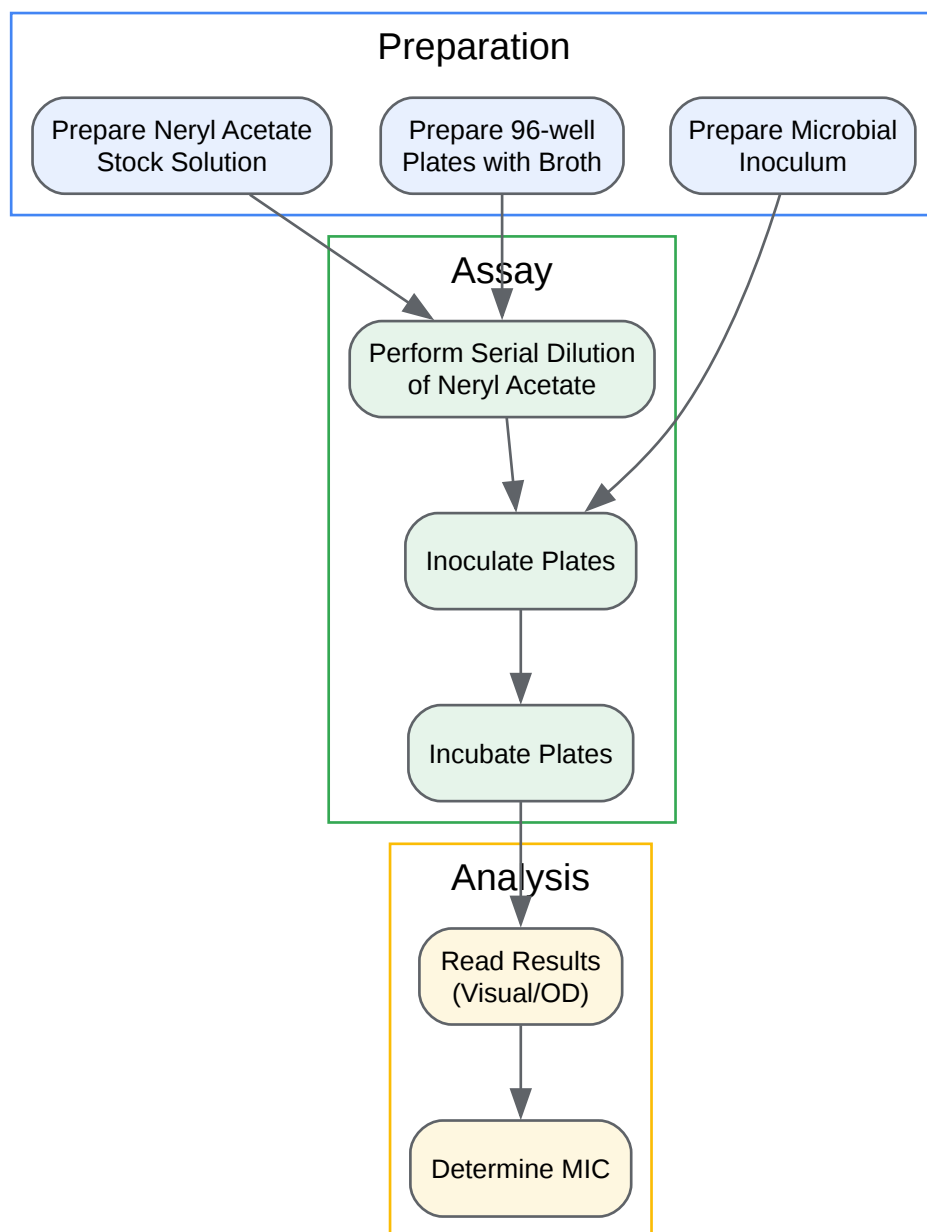 Preparation
Prepare Neryl Acetate
Stock Solution
Prepare 96-well
Plates with Broth
Prepare Microbial
Inoculum
Assay
Perform Serial Dilution
of Neryl Acetate
Inoculate Plates
Incubate Plates
Analysis
Read Results
(Visual/OD)
Determine MIC